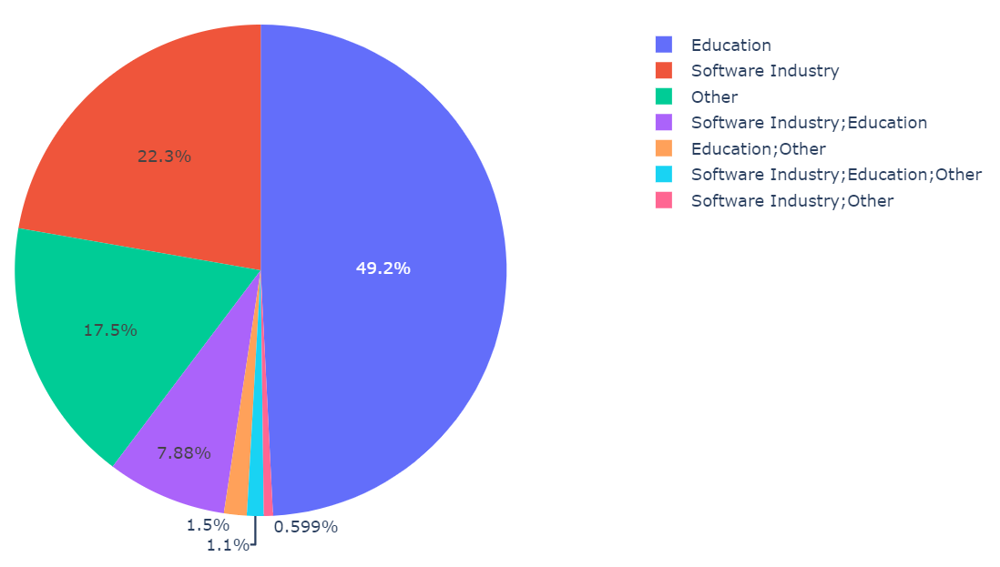 Education
Software Industry
Other
Software Industry;Education
Education;Other
Software Industry;Education;Other
Software Industry;Other
22.3%
49.2%
17.5%
7.88%
1.5%
0.599%
1.1%